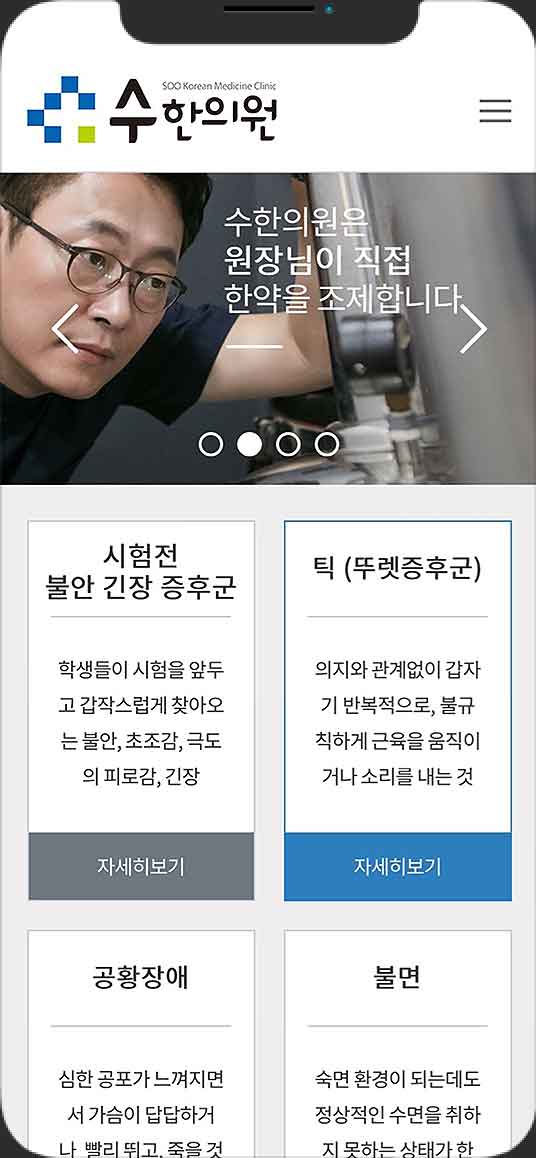 SOO Korean Medicine Clinic
수한의원
수한의원은
원장님이 직접
한약을 조제합니다.
시험전
불안 긴장 증후군
학생들이 시험을 앞두
고 갑작스럽게 찾아오
는 불안, 초조감, 극도
의 피로감, 긴장
자세히보기
틱 (뚜렛증후군)
의지와 관계없이 갑자
기 반복적으로, 불규
칙하게 근육을 움직이
거나 소리를 내는 것
자세히보기
공황장애
심한 공포가 느껴지면
서 가슴이 답답하거
나 빨리 뛰고, 죽을 것
불면
숙면 환경이 되는데도
정상적인 수면을 취하
지 못하는 상태가 한